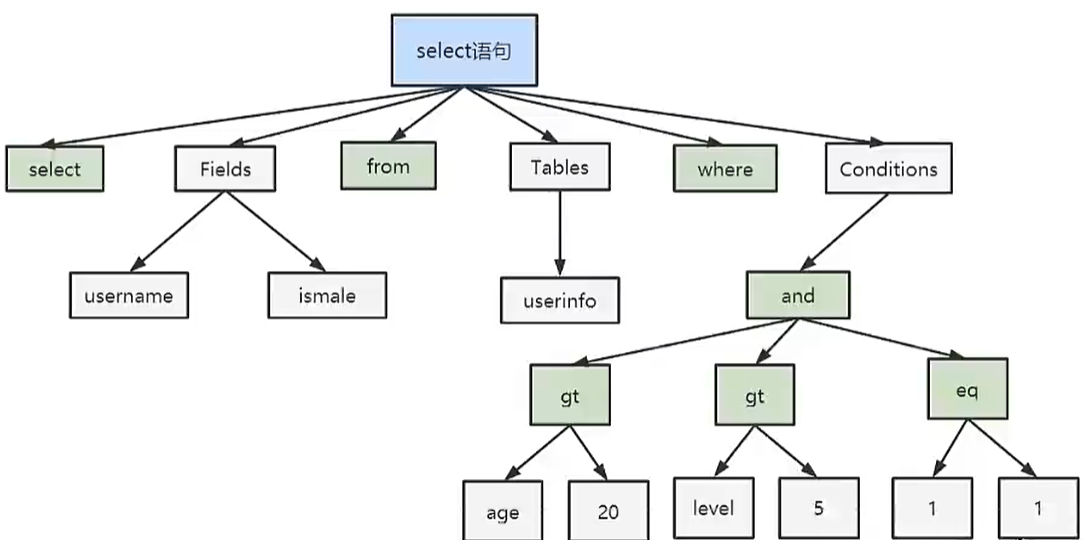 select语句
select
Fields
from
Tables
where
Conditions
username
ismale
userinfo
and
gt
gt
eq
age
20
level
5
1
1